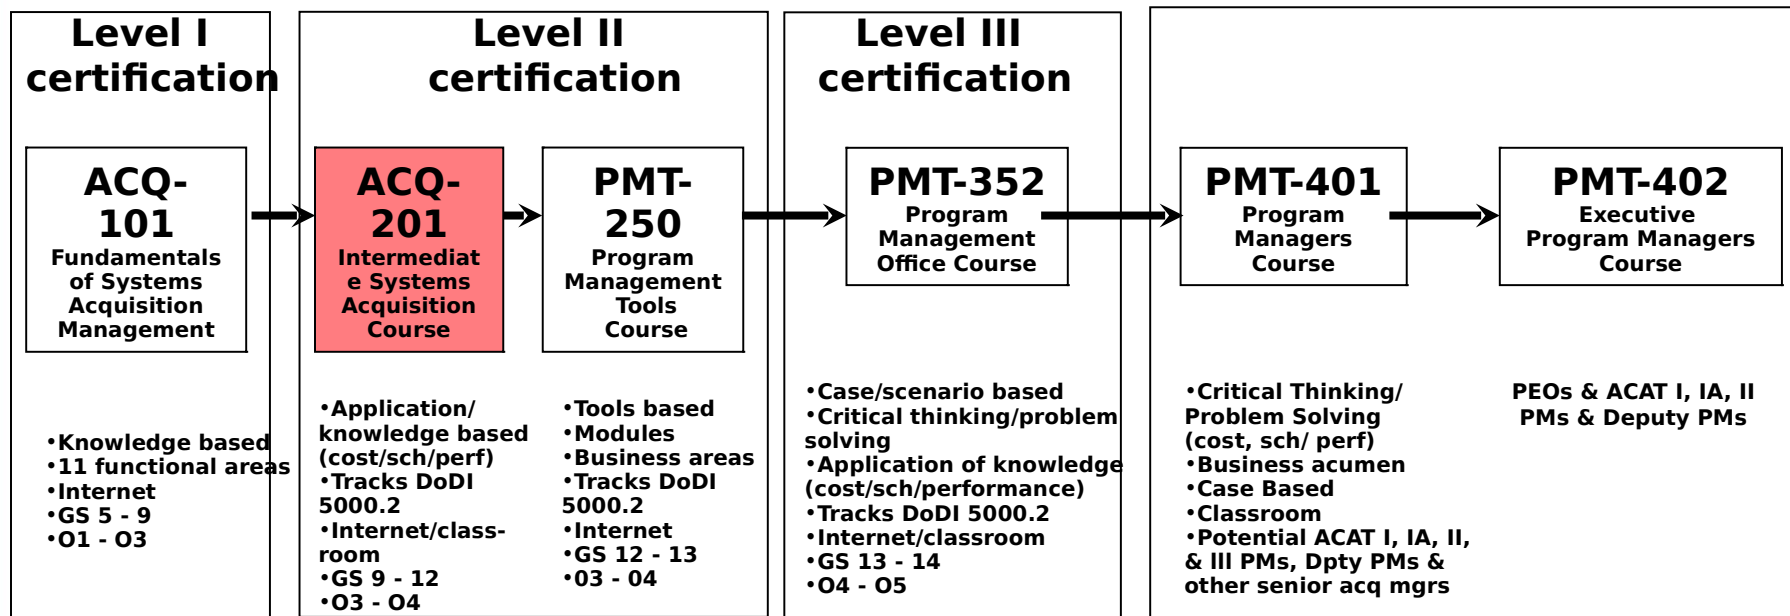 Level I
certification
ACQ-
101
Fundamentals
of Systems
Acquisition
Management
•Knowledge based
•11 functional areas
•Internet
•GS 5 - 9
•O1 - O3
Level II
certification
ACQ-
201
Intermediat
e Systems
Acquisition
Course
•Application/
knowledge based
(cost/sch/perf)
•Tracks DoDI
5000.2
•Internet/class-
room
•GS 9 - 12
•O3 - O4
PMT-
250
Program
Management
Tools
Course
•Tools based
•Modules
•Business areas
•Tracks DoDI
5000.2
•Internet
•GS 12 - 13
•03 - 04
Level III
certification
PMT-352
Program
Management
Office Course
•Case/scenario based
•Critical thinking/problem
solving
•Application of knowledge
(cost/sch/performance)
•Tracks DoDI 5000.2
•Internet/classroom
•GS 13 - 14
•O4 - O5
PMT-401
Program
Managers
Course
•Critical Thinking/
Problem Solving
(cost, sch/ perf)
•Business acumen
•Case Based
•Classroom
•Potential ACAT I, IA, II,
& lll PMs, Dpty PMs &
other senior acq mgrs
PMT-402
Executive
Program Managers
Course
PEOs & ACAT I, IA, II
PMs & Deputy PMs